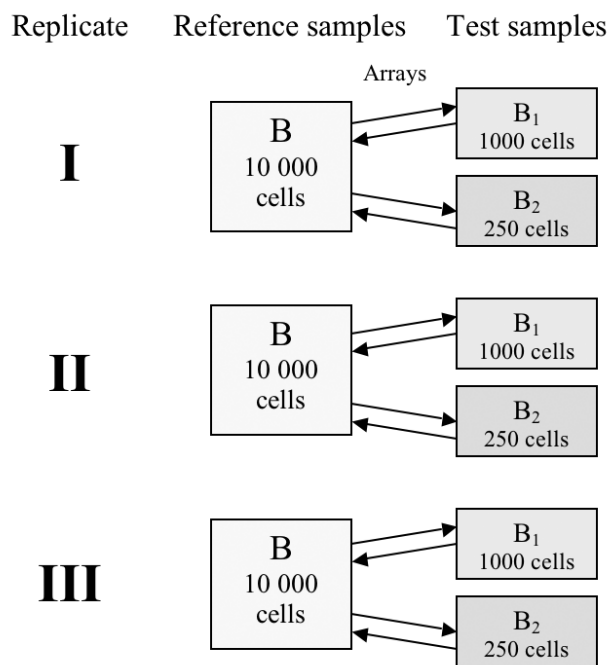 Replicate Reference samples Test samples
Arrays
I
B
10 000
cells
B₁
1000 cells
B₂
250 cells
II
B
10 000
cells
B₁
1000 cells
B₂
250 cells
III
B
10 000
cells
B₁
1000 cells
B₂
250 cells